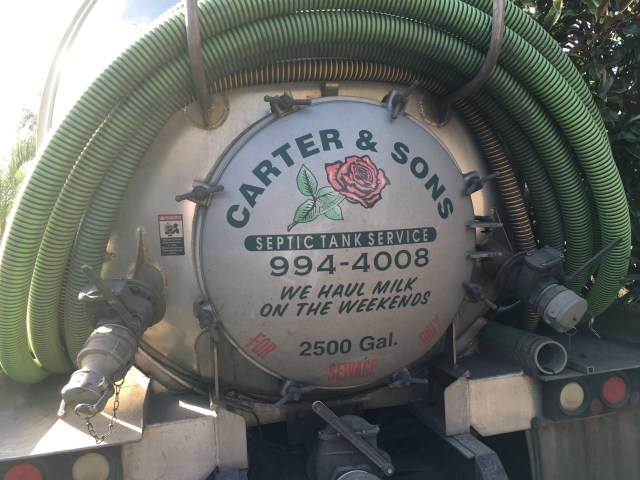 CARTER & SONS
SEPTIC TANK SERVICE
994-4008
WE HAUL MILK
ON THE WEEKENDS
2500 Gal.
FOR SEWAGE ONLY